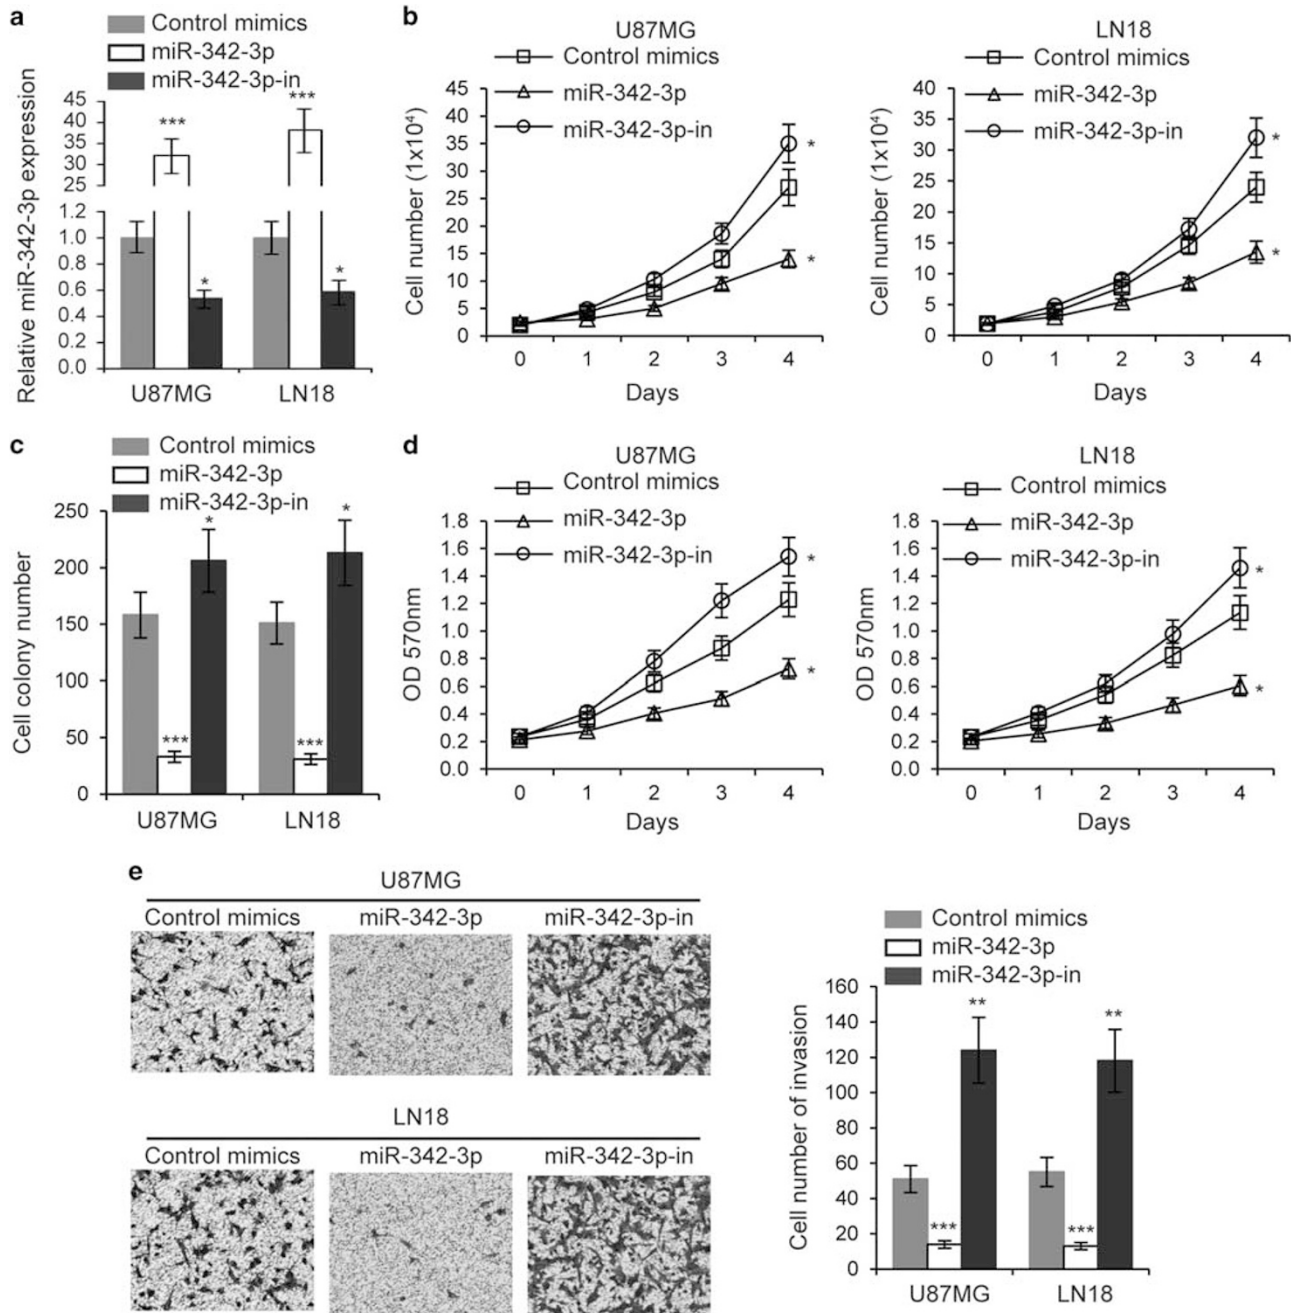 a
Control mimics
miR-342-3p
miR-342-3p-in
Relative miR-342-3p expression
45
40
35
30
25
1.2
1.0
0.8
0.6
0.4
0.2
0.0
***
*
***
*
U87MG
LN18
b
U87MG
Control mimics
miR-342-3p
miR-342-3p-in
Cell number (1x10⁴)
45
40
35
30
25
20
15
10
5
0
*
*
0 1 2 3 4
Days
LN18
Control mimics
miR-342-3p
miR-342-3p-in
Cell number (1x10⁴)
40
35
30
25
20
15
10
5
0
*
*
0 1 2 3 4
Days
c
Control mimics
miR-342-3p
miR-342-3p-in
Cell colony number
250
200
150
100
50
0
***
*
***
*
U87MG
LN18
d
U87MG
Control mimics
miR-342-3p
miR-342-3p-in
OD 570nm
1.8
1.6
1.4
1.2
1.0
0.8
0.6
0.4
0.2
0.0
*
*
0 1 2 3 4
Days
LN18
Control mimics
miR-342-3p
miR-342-3p-in
OD 570nm
1.8
1.6
1.4
1.2
1.0
0.8
0.6
0.4
0.2
0.0
*
*
0 1 2 3 4
Days
e
U87MG
Control mimics miR-342-3p miR-342-3p-in
LN18
Control mimics miR-342-3p miR-342-3p-in
Control mimics
miR-342-3p
miR-342-3p-in
Cell number of invasion
160
140
120
100
80
60
40
20
0
***
**
***
**
U87MG
LN18